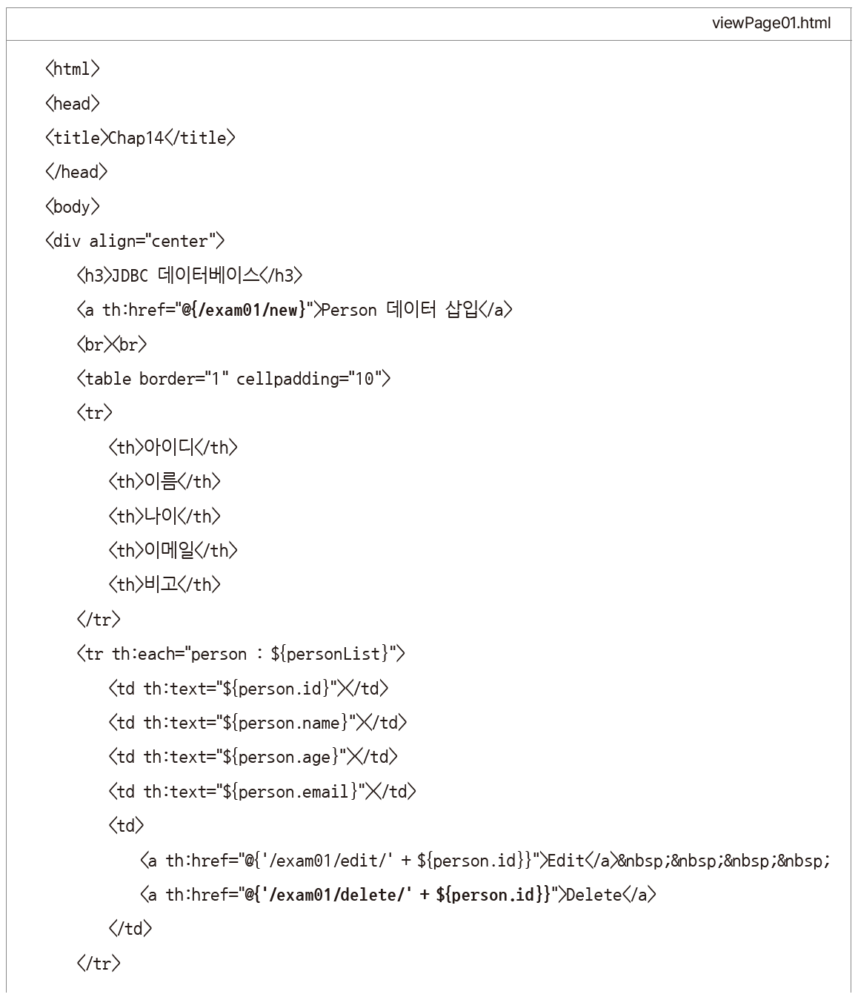 viewPage01.html
<html>
<head>
<title>Chap14</title>
</head>
<body>
<div align="center">
<h3>JDBC 데이터베이스</h3>
<a th:href="@{/exam01/new}">Person 데이터 삽입</a>
<br><br>
<table border="1" cellpadding="10">
<tr>
<th>아이디</th>
<th>이름</th>
<th>나이</th>
<th>이메일</th>
<th>비고</th>
</tr>
<tr th:each="person : ${personList}">
<td th:text="${person.id}"></td>
<td th:text="${person.name}"></td>
<td th:text="${person.age}"></td>
<td th:text="${person.email}"></td>
<td>
<a th:href="@{'/exam01/edit/' + ${person.id}}">Edit</a>&nbsp;&nbsp;&nbsp;&nbsp;
<a th:href="@{'/exam01/delete/' + ${person.id}}">Delete</a>
</td>
</tr>